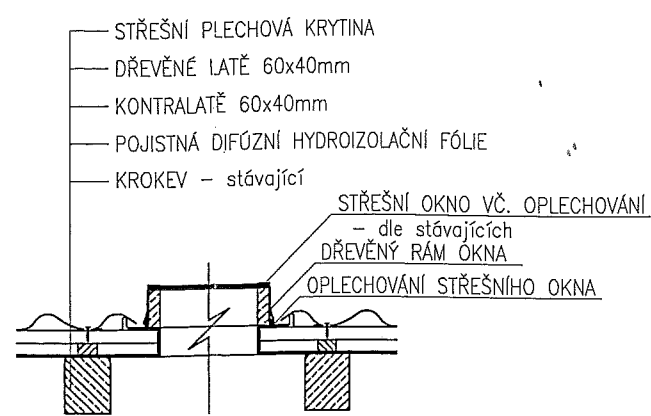 STŘEŠNÍ PLECHOVÁ KRYTINA
DŘEVĚNÉ LATĚ 60x40mm
KONTRALATĚ 60x40mm
POJISTNÁ DIFÚZNÍ HYDROIZOLAČNÍ FÓLIE
KROKEV – stávající
STŘEŠNÍ OKNO VČ. OPLECHOVÁNÍ
– dle stávajících
DŘEVĚNÝ RÁM OKNA
OPLECHOVÁNÍ STŘEŠNÍHO OKNA